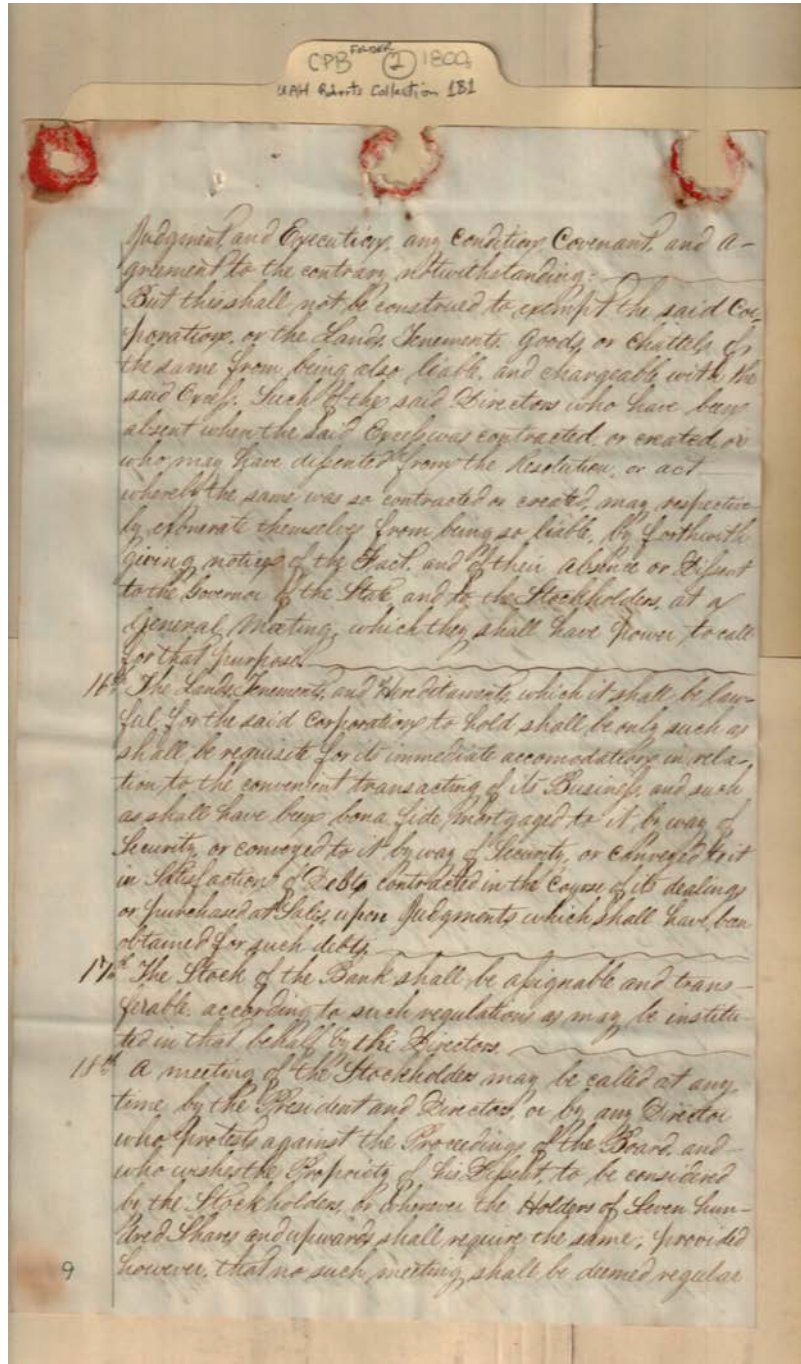 CPB FOLDER 2 1809
UAH Roberts Collection 181
Judgment, and Execution, any Condition, Covenant, and a-
greement to the contrary notwithstanding.
But this shall not be construed to exempt the said Cor-
poration, or the Lands, Tenements, Goods, or Chattels of
the same from being also liable, and chargeable with the
said Excess. Such of the said Directors who have been
absent when the said Excess was contracted, or created, or
who may have dissented from the Resolution, or act
whereby the same was so contracted or created, may respective-
ly exonerate themselves from being so liable, by forthwith
giving notice of the Fact, and of their absence or Dissent
to the Governor of the State and to the Stockholders, at a
General Meeting, which they shall have power to call
for that purpose.
16th The Lands, Tenements, and Hereditaments, which it shall be law-
ful, for the said Corporation to hold shall be only such as
shall be requisite for its immediate accomodation, in rela-
tion to the convenient transacting of its Business, and such
as shall have been bona fide mortgaged to it by way of
Security, or conveyed to it by way of Security, or conveyed to it
in Satisfaction of Debts contracted in the Course of its dealings
or purchased at Sales, upon Judgments which shall have been
obtained for such debts.
17th The Stock of the Bank shall be assignable and trans-
ferable, according to such regulations as may be institu-
ted in that behalf by the Directors.
18th A meeting of the Stockholders may be called at any
time by the President and Directors, or by any Director
who protests against the Proceedings of the Board, and
who wishes the Propriety of his Dissent, to be considered
by the Stockholders, or whenever the Holders of Seven hun-
dred Shares and upwards shall require the same; provided
however, that no such meeting shall be deemed regular
9